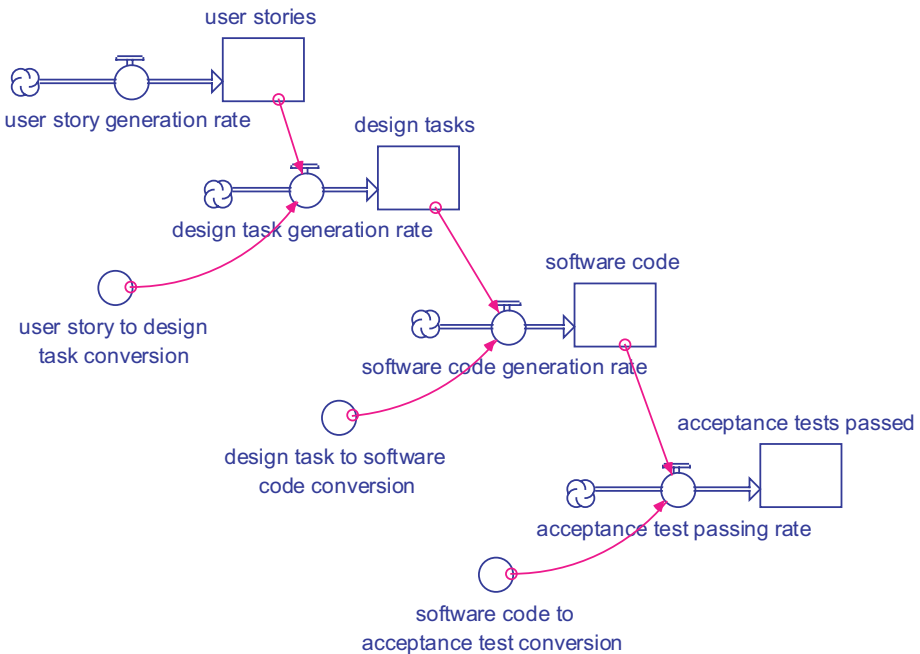 user stories
user story generation rate
design tasks
design task generation rate
software code
user story to design
task conversion
software code generation rate
acceptance tests passed
design task to software
code conversion
acceptance test passing rate
software code to
acceptance test conversion